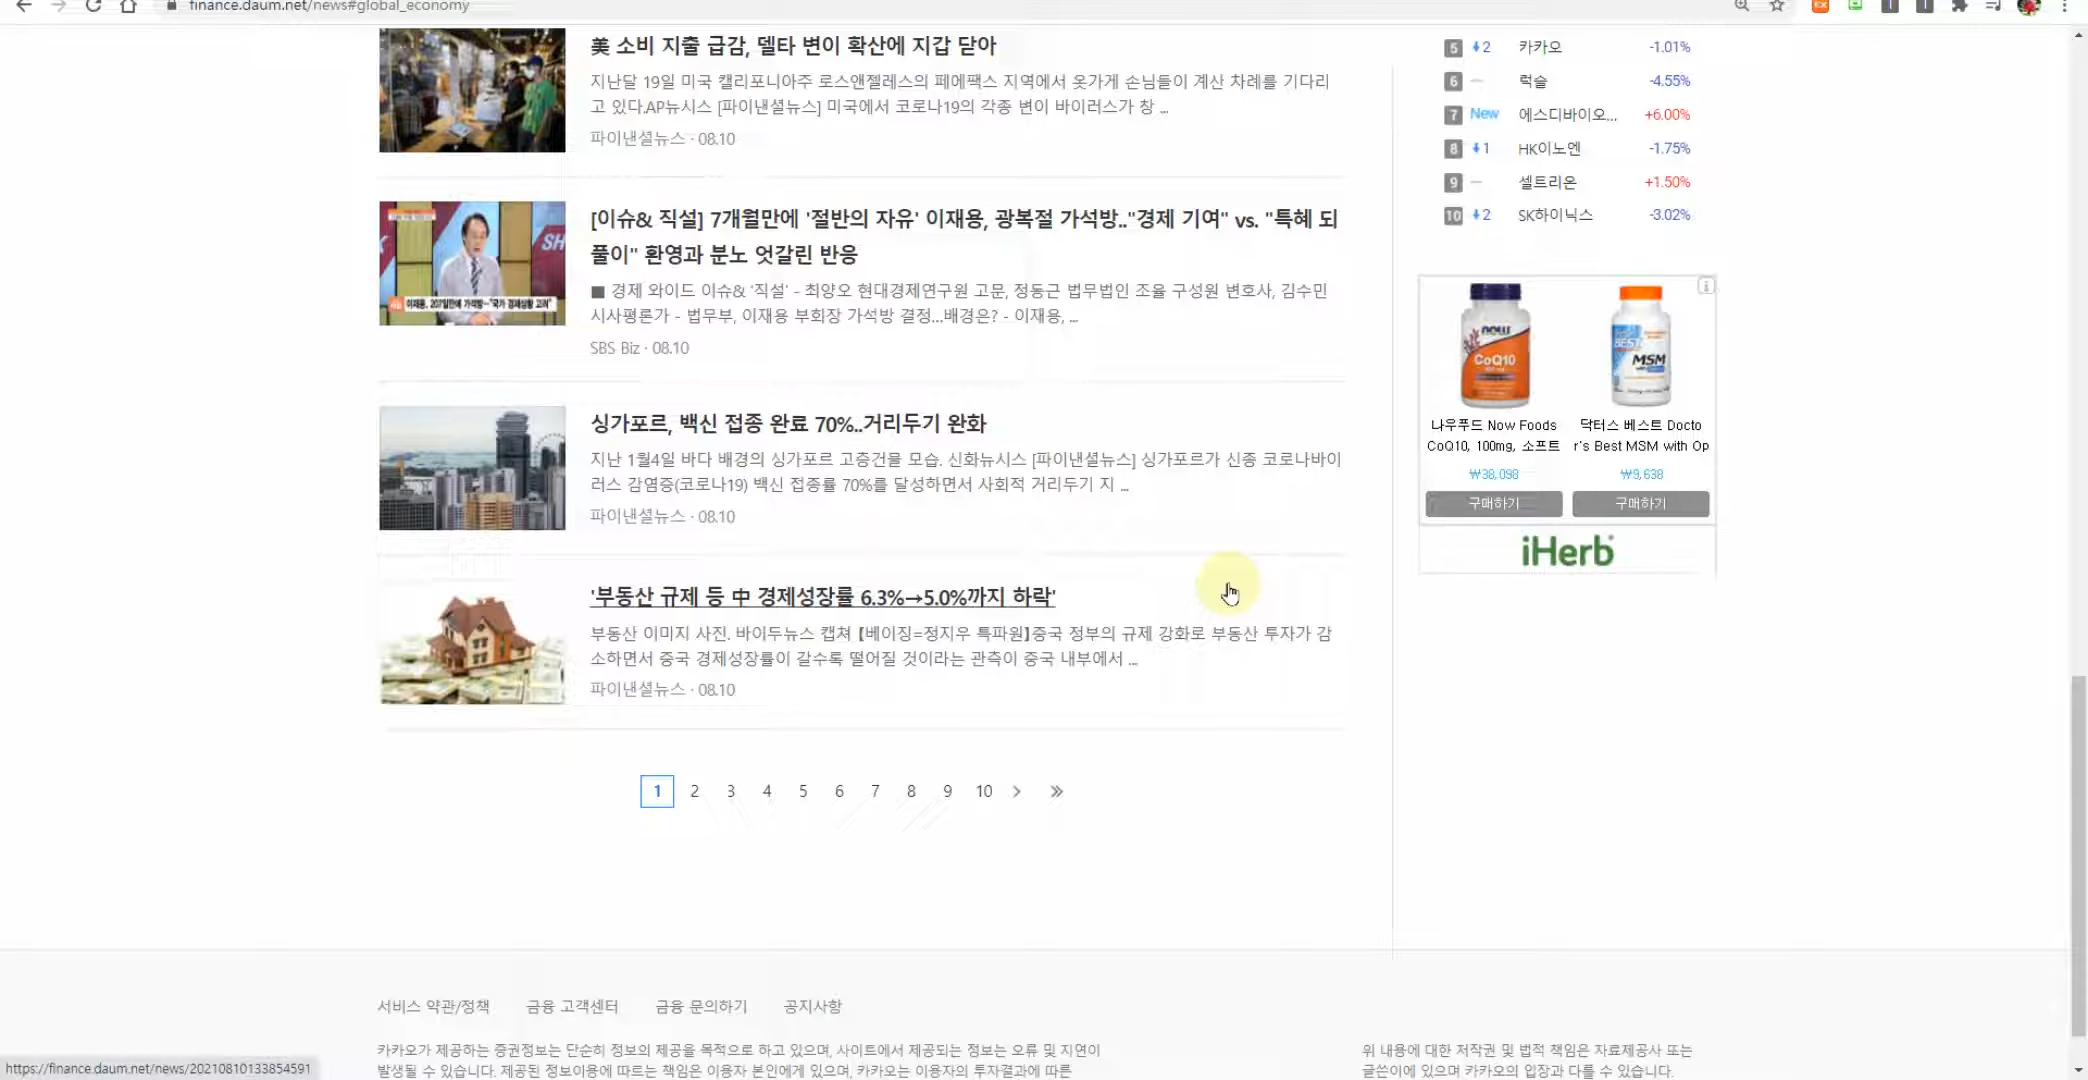 finance.daum.net/news#global_economy
美 소비 지출 급감, 델타 변이 확산에 지갑 닫아
지난달 19일 미국 캘리포니아주 로스앤젤레스의 페에팩스 지역에서 옷가게 손님들이 계산 차례를 기다리
고 있다.AP뉴시스 [파이낸셜뉴스] 미국에서 코로나19의 각종 변이 바이러스가 창 ...
파이낸셜뉴스 · 08.10
[이슈& 직설] 7개월만에 '절반의 자유' 이재용, 광복절 가석방.."경제 기여" vs. "특혜 되
풀이" 환영과 분노 엇갈린 반응
■ 경제 와이드 이슈& '직설' - 최양오 현대경제연구원 고문, 정동근 법무법인 조율 구성원 변호사, 김수민
시사평론가 - 법무부, 이재용 부회장 가석방 결정…배경은? - 이재용, ...
SBS Biz · 08.10
이재용, 207일만에 가석방…"국가 경제상황 고려"
싱가포르, 백신 접종 완료 70%..거리두기 완화
지난 1월4일 바다 배경의 싱가포르 고층건물 모습. 신화뉴시스 [파이낸셜뉴스] 싱가포르가 신종 코로나바이
러스 감염증(코로나19) 백신 접종률 70%를 달성하면서 사회적 거리두기 지 ...
파이낸셜뉴스 · 08.10
'부동산 규제 등 中 경제성장률 6.3%→5.0%까지 하락'
부동산 이미지 사진. 바이두뉴스 캡쳐 【베이징=정지우 특파원】중국 정부의 규제 강화로 부동산 투자가 감
소하면서 중국 경제성장률이 갈수록 떨어질 것이라는 관측이 중국 내부에서 ...
파이낸셜뉴스 · 08.10
1 2 3 4 5 6 7 8 9 10 > »
5 2 카카오 -1.01%
6 럭슬 -4.55%
7 New 에스디바이오... +6.00%
8 1 HK이노엔 -1.75%
9 셀트리온 +1.50%
10 2 SK하이닉스 -3.02%
NOW
CoQ10
BEST
MSM
나우푸드 Now Foods
CoQ10, 100mg, 소프트
₩38,098
구매하기
닥터스 베스트 Docto
r's Best MSM with Op
₩9,638
구매하기
iHerb
서비스 약관/정책 금융 고객센터 금융 문의하기 공지사항
카카오가 제공하는 증권정보는 단순히 정보의 제공을 목적으로 하고 있으며, 사이트에서 제공되는 정보는 오류 및 지연이
발생될 수 있습니다. 제공된 정보이용에 따르는 책임은 이용자 본인에게 있으며, 카카오는 이용자의 투자결과에 따른
위 내용에 대한 저작권 및 법적 책임은 자료제공사 또는
글쓴이에 있으며 카카오의 입장과 다를 수 있습니다.
https://finance.daum.net/news/20210810133854591